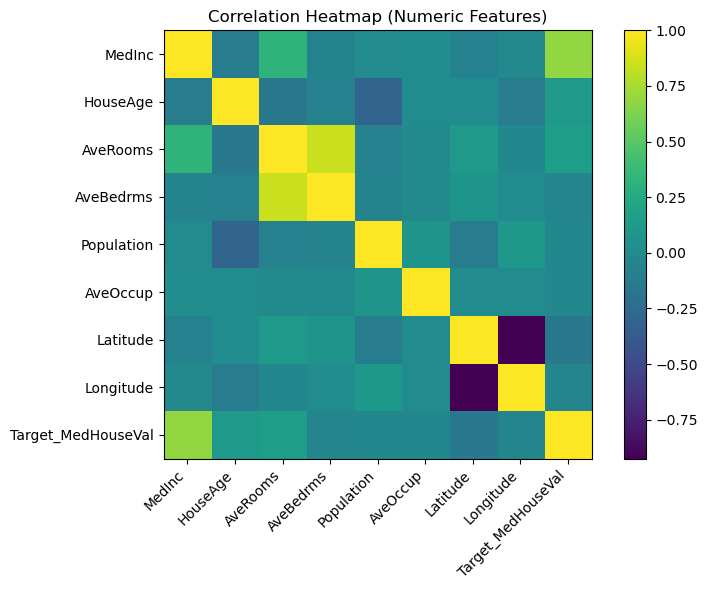 Correlation Heatmap (Numeric Features)
MedInc
HouseAge
AveRooms
AveBedrms
Population
AveOccup
Latitude
Longitude
Target_MedHouseVal
MedInc
HouseAge
AveRooms
AveBedrms
Population
AveOccup
Latitude
Longitude
Target_MedHouseVal
1.00
0.75
0.50
0.25
0.00
−0.25
−0.50
−0.75